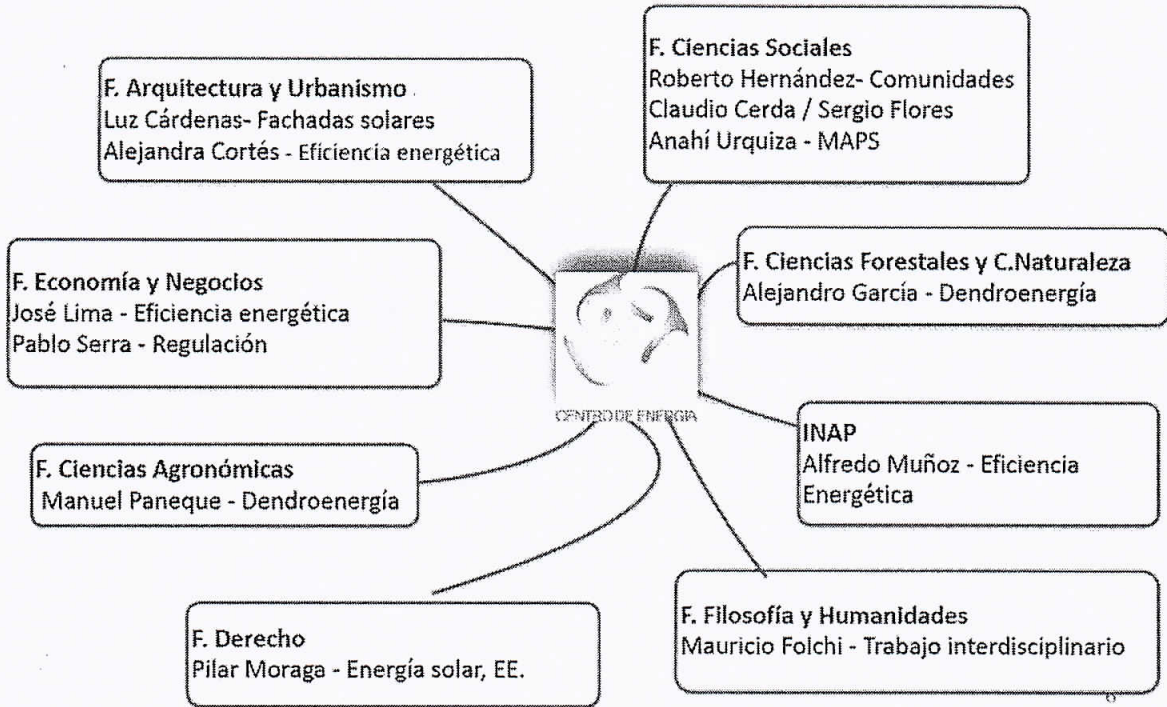 F. Arquitectura y Urbanismo
Luz Cárdenas- Fachadas solares
Alejandra Cortés - Eficiencia energética
F. Ciencias Sociales
Roberto Hernández- Comunidades
Claudio Cerda / Sergio Flores
Anahí Urquiza - MAPS
F. Economía y Negocios
José Lima - Eficiencia energética
Pablo Serra - Regulación
F. Ciencias Forestales y C.Naturaleza
Alejandro García - Dendroenergía
CENTRO DE ENERGIA
F. Ciencias Agronómicas
Manuel Paneque - Dendroenergía
INAP
Alfredo Muñoz - Eficiencia
Energética
F. Derecho
Pilar Moraga - Energía solar, EE.
F. Filosofía y Humanidades
Mauricio Folchi - Trabajo interdisciplinario
6